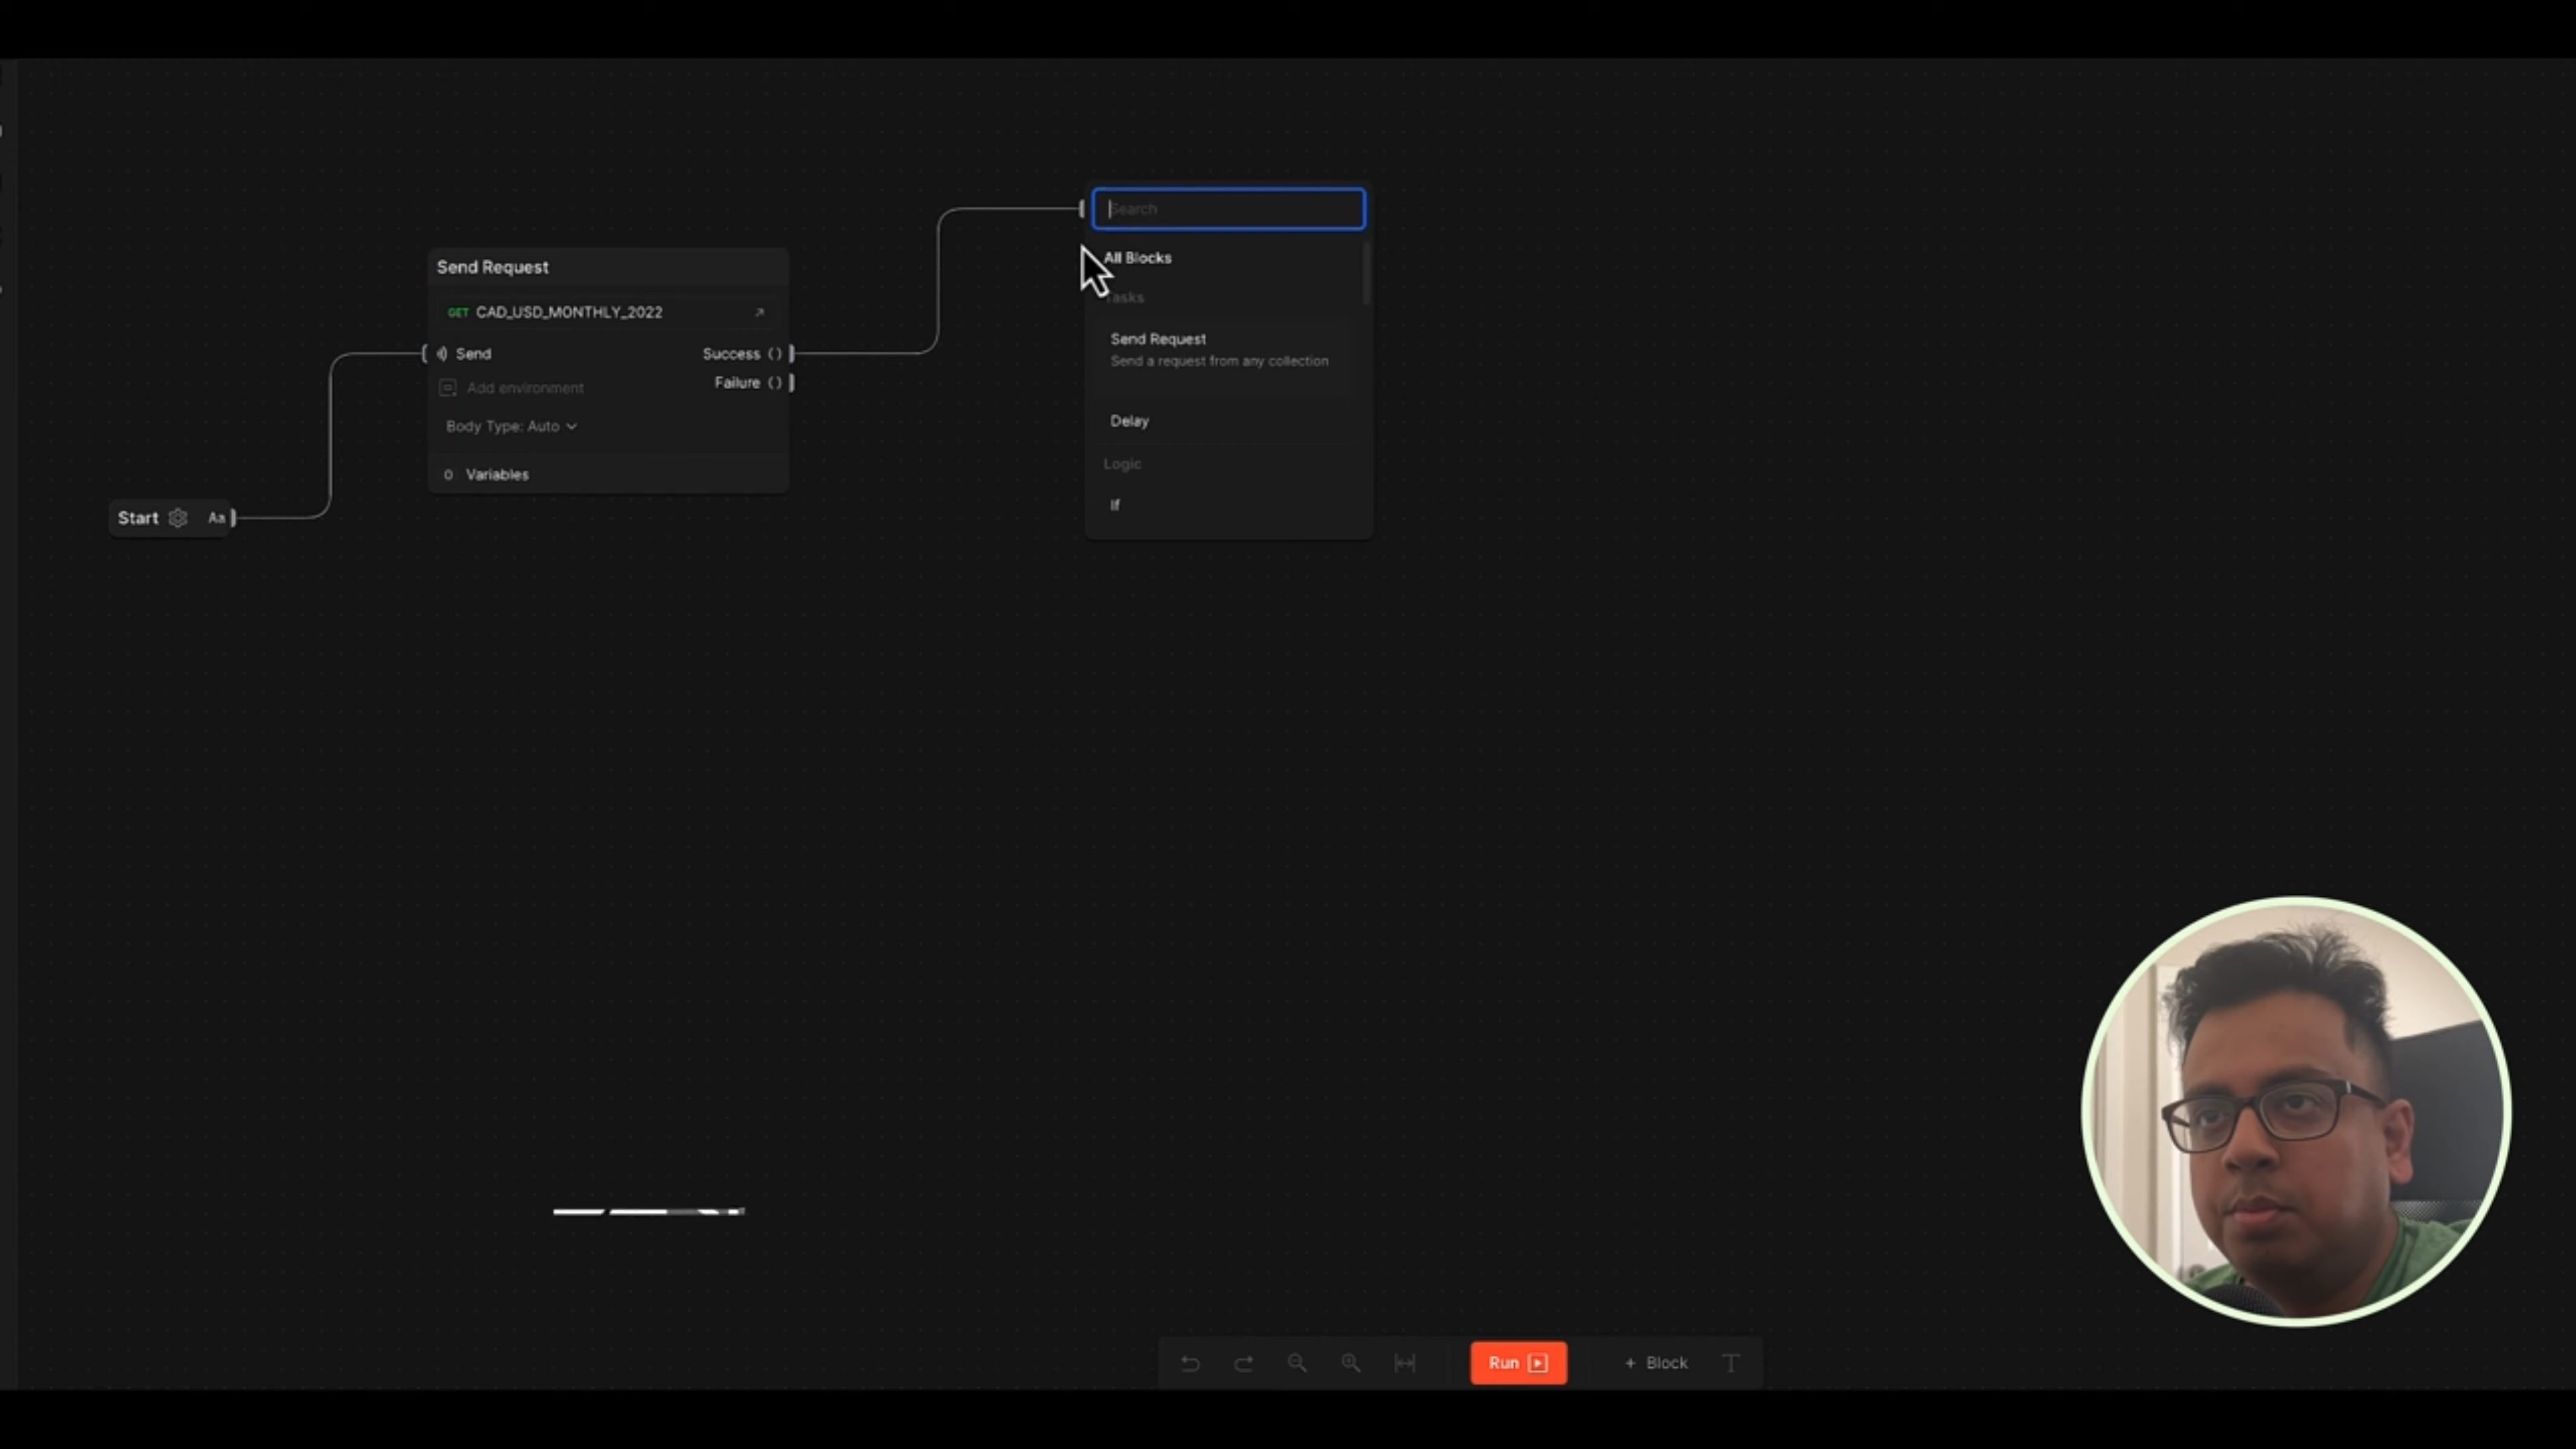 Send Request
GET CAD_USD_MONTHLY_2022
Send
Success
Failure
Add environment
Body Type: Auto
0 Variables
Start Aa
Search
All Blocks
Tasks
Send Request
Send a request from any collection
Delay
Logic
If
Run
+ Block
T